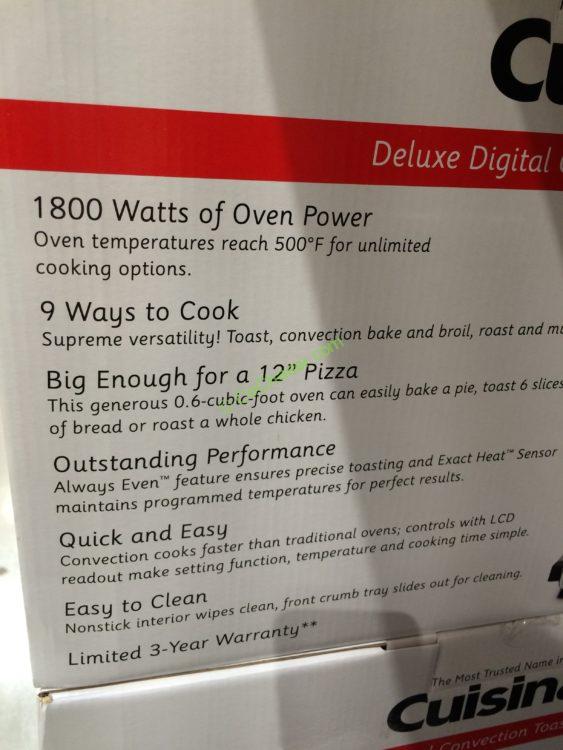 Cu
Deluxe Digital
1800 Watts of Oven Power
Oven temperatures reach 500°F for unlimited
cooking options.
9 Ways to Cook
Supreme versatility! Toast, convection bake and broil, roast and mu
Big Enough for a 12" Pizza
This generous 0.6-cubic-foot oven can easily bake a pie, toast 6 slices
of bread or roast a whole chicken.
Outstanding Performance
Always Even™ feature ensures precise toasting and Exact Heat™ Sensor
maintains programmed temperatures for perfect results.
Quick and Easy
Convection cooks faster than traditional ovens; controls with LCD
readout make setting function, temperature and cooking time simple.
Easy to Clean
Nonstick interior wipes clean, front crumb tray slides out for cleaning.
Limited 3-Year Warranty**
The Most Trusted Name in
Cuisin
Convection Toas